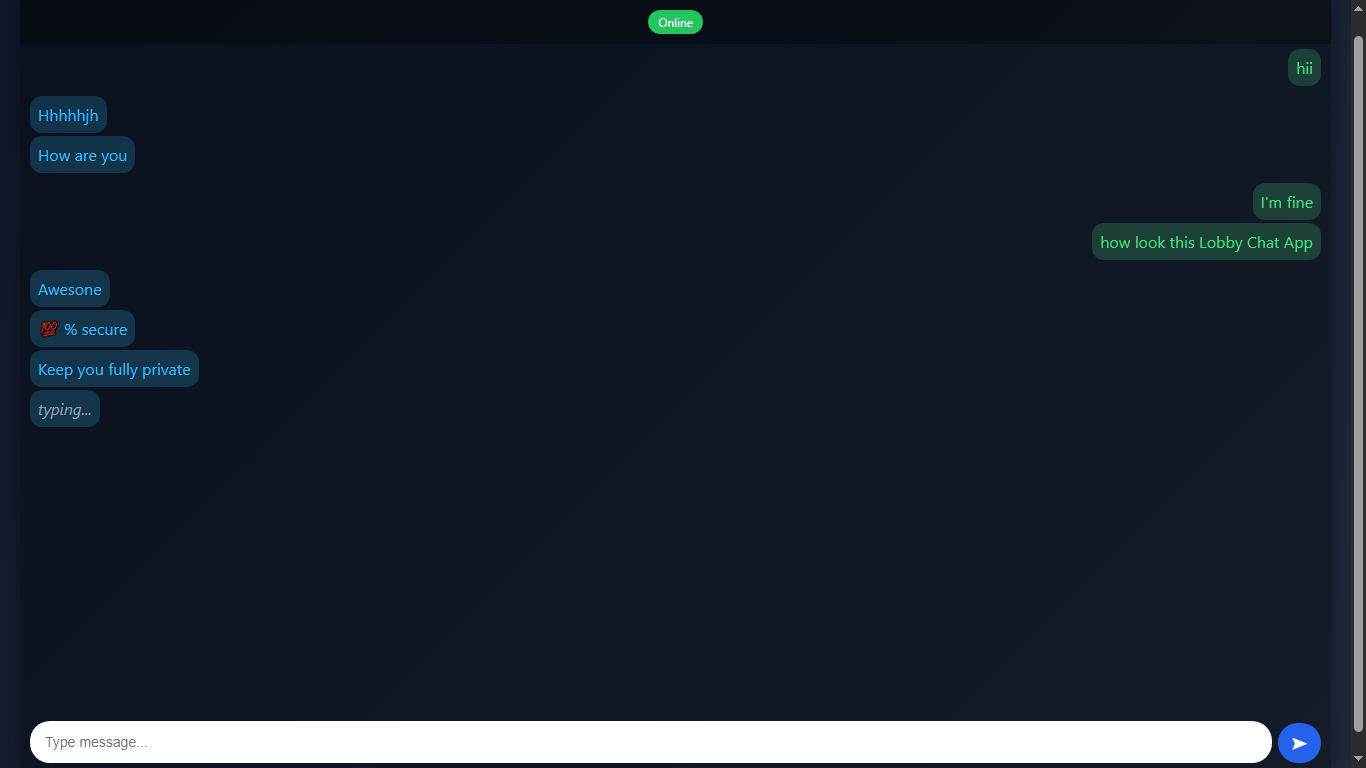 Online
hii
Hhhhhjh
How are you
I'm fine
how look this Lobby Chat App
Awesone
💯 % secure
Keep you fully private
typing...
Type message...